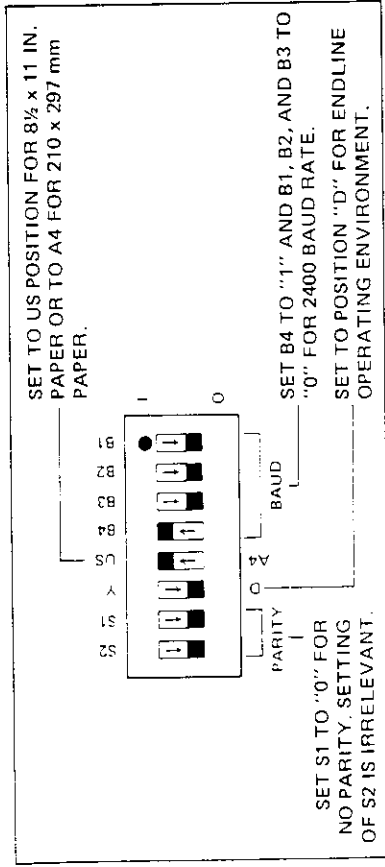 SET TO US POSITION FOR 8½ x 11 IN.
PAPER OR TO A4 FOR 210 x 297 mm
PAPER.
S2 S1 Y US B4 B3 B2 B1
I
O
PARITY D A4 BAUD
SET S1 TO "0" FOR
NO PARITY. SETTING
OF S2 IS IRRELEVANT.
SET B4 TO "1" AND B1, B2, AND B3 TO
"0" FOR 2400 BAUD RATE.
SET TO POSITION "D" FOR ENDLINE
OPERATING ENVIRONMENT.